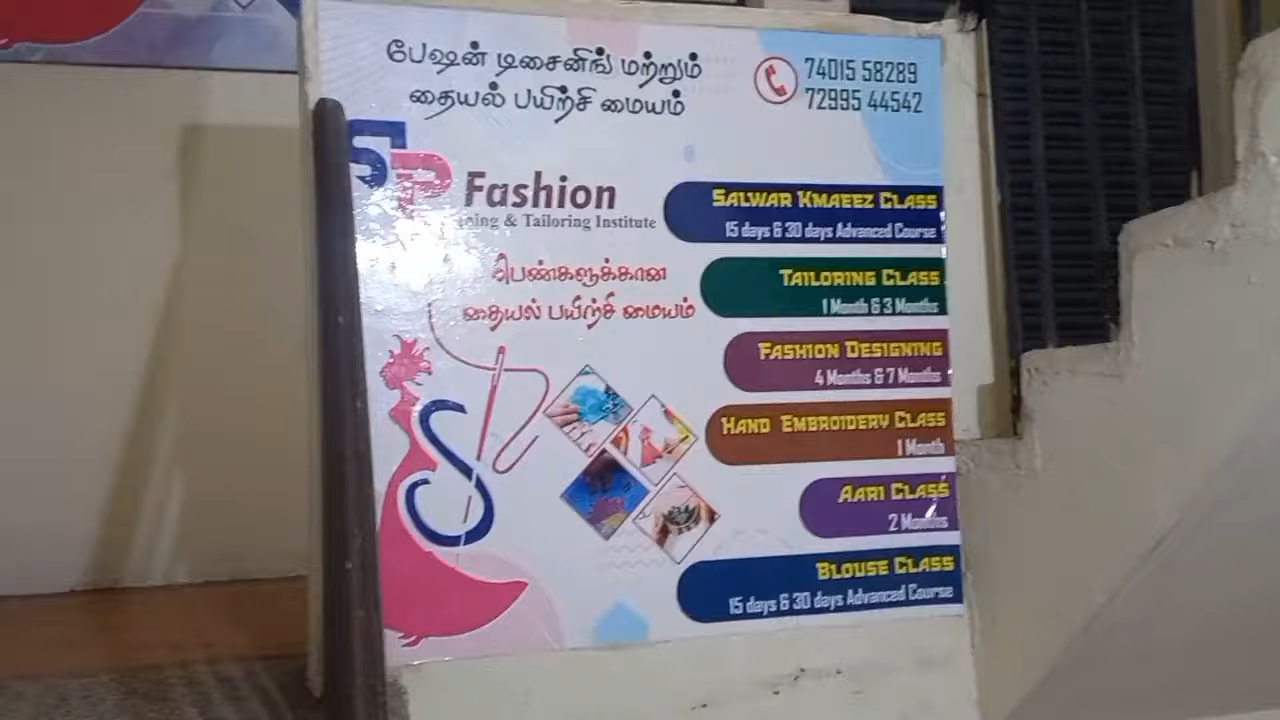 பேஷன் டிசைனிங் மற்றும்
தையல் பயிற்சி மையம்
74015 58289
72995 44542
SP
Fashion
& Tailoring Institute
பெண்களுக்கான
தையல் பயிற்சி மையம்
SALWAR KMAEEZ CLASS
15 days & 30 days Advanced Course
TAILORING CLASS
1 Month & 3 Months
FASHION DESIGNING
4 Months & 7 Months
HAND EMBROIDERY CLASS
1 Month
AARI CLASS
2 Months
BLOUSE CLASS
15 days & 30 days Advanced Course